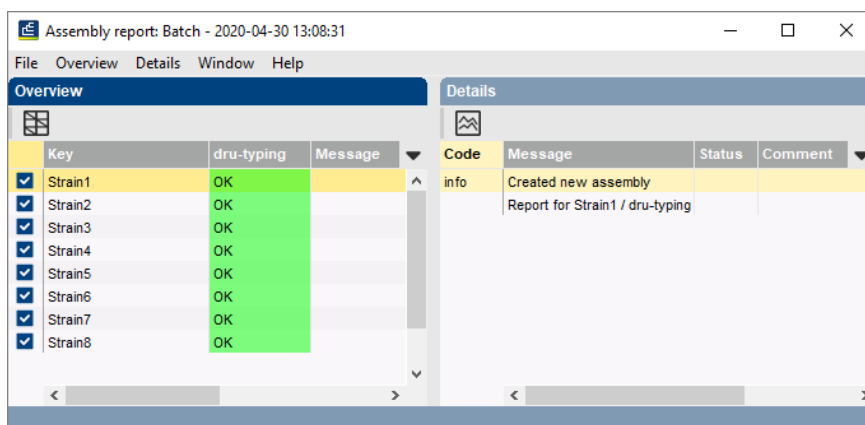 Assembly report: Batch - 2020-04-30 13:08:31
File Overview Details Window Help
Overview
Key dru-typing Message
Strain1 OK
Strain2 OK
Strain3 OK
Strain4 OK
Strain5 OK
Strain6 OK
Strain7 OK
Strain8 OK
Details
Code Message Status Comment
info Created new assembly
Report for Strain1 / dru-typing